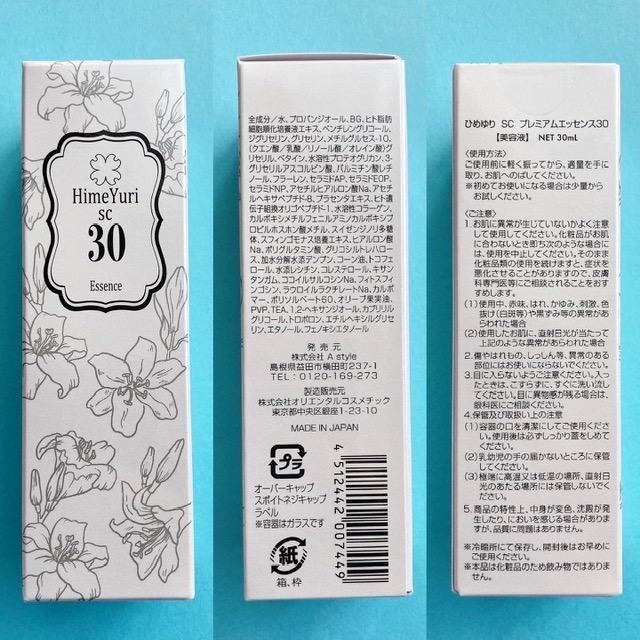 HimeYuri
SC
30
Essence
全成分/水、プロパンジオール、BG、ヒト脂肪
細胞順化培養液エキス、ペンチレングリコール、
ジグリセリン、グリセリン、メチルグルセス-10、
(クエン酸/乳酸/リノール酸/オレイン酸)グ
リセリル、ベタイン、水溶性プロテオグリカン、3-
グリセリルアスコルビン酸、パルミチン酸レチ
ノール、フラーレン、セラミドAP、セラミドEOP、
セラミドNP、アセチルヒアルロン酸Na、アセチ
ルヘキサペプチド-8、プラセンタエキス、ヒト遺
伝子組換オリゴペプチド-1、水溶性コラーゲン、
カルボキシメチルフェニルアミノカルボキシプ
ロピルホスホン酸メチル、スイゼンジノリ多糖
体、スフィンゴモナス培養エキス、ヒアルロン酸
Na、ポリグルタミン酸、グリコシルトレハロー
ス、加水分解水添デンプン、コーン油、トコフェ
ロール、水添レシチン、コレステロール、キサン
タンガム、ココイルサルコシンNa、フィトスフィ
ンゴシン、ラウロイルラクチレートNa、カルボ
マー、ポリソルベート60、オリーブ果実油、
PVP、TEA、1,2-ヘキサンジオール、カプリリル
グリコール、トロポロン、エチルヘキシルグリセ
リン、エタノール、フェノキシエタノール
発売元
株式会社 A style
島根県益田市横田町237-1
TEL:0120-169-273
製造販売元
株式会社オリエンタルコスメチック
東京都中央区銀座1-23-10
MADE IN JAPAN
プラ
オーバーキャップ
スポイトネジキャップ
ラベル
※容器はガラスです
紙
箱、枠
4512442007449
ひめゆり SC プレミアムエッセンス30
【美容液】 NET 30mL
〈使用方法〉
ご使用前に軽く振ってから、適量を手に
取り、お肌へのばしてください。
※初めてお使いになる場合は少量から
お試しください。
〈ご注意〉
1.お肌に異常が生じていないかよく注意
して使用してください。化粧品がお肌
に合わないとき即ち次のような場合に
は、使用を中止してください。そのまま
化粧品類の使用を続けますと、症状を
悪化させることがありますので、皮膚
科専門医等にご相談されることをおす
すめします。
(1)使用中、赤味、はれ、かゆみ、刺激、色
抜け(白斑等)や黒ずみ等の異常が
あらわれた場合
(2)使用したお肌に、直射日光が当たって
上記のような異常があらわれた場合
2.傷やはれもの、しっしん等、異常のある
部位にはお使いにならないでください。
3.目に入らないようご注意ください。入っ
たときは、こすらずに、すぐに洗い流し
てください。目に異物感が残る場合は、
眼科医にご相談ください。
4.保管及び取扱い上の注意
(1)容器の口を清潔にしてご使用くださ
い。使用後は必ずしっかり蓋をしめて
ください。
(2)乳幼児の手の届かないところに保管
してください。
(3)極端に高温又は低温の場所、直射日
光のあたる場所には保管しないでくだ
さい。
5.商品の特性上、中身が変色、沈澱が発
生したり、においを感じる場合があります
が、品質に問題はありません。
※冷暗所にて保存し、開封後はお早めに
ご使用ください。
※本品は化粧品のため飲み物ではありま
せん。